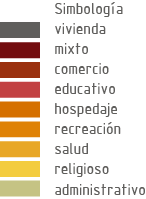 Simbología
vivienda
mixto
comercio
educativo
hospedaje
recreación
salud
religioso
administrativo